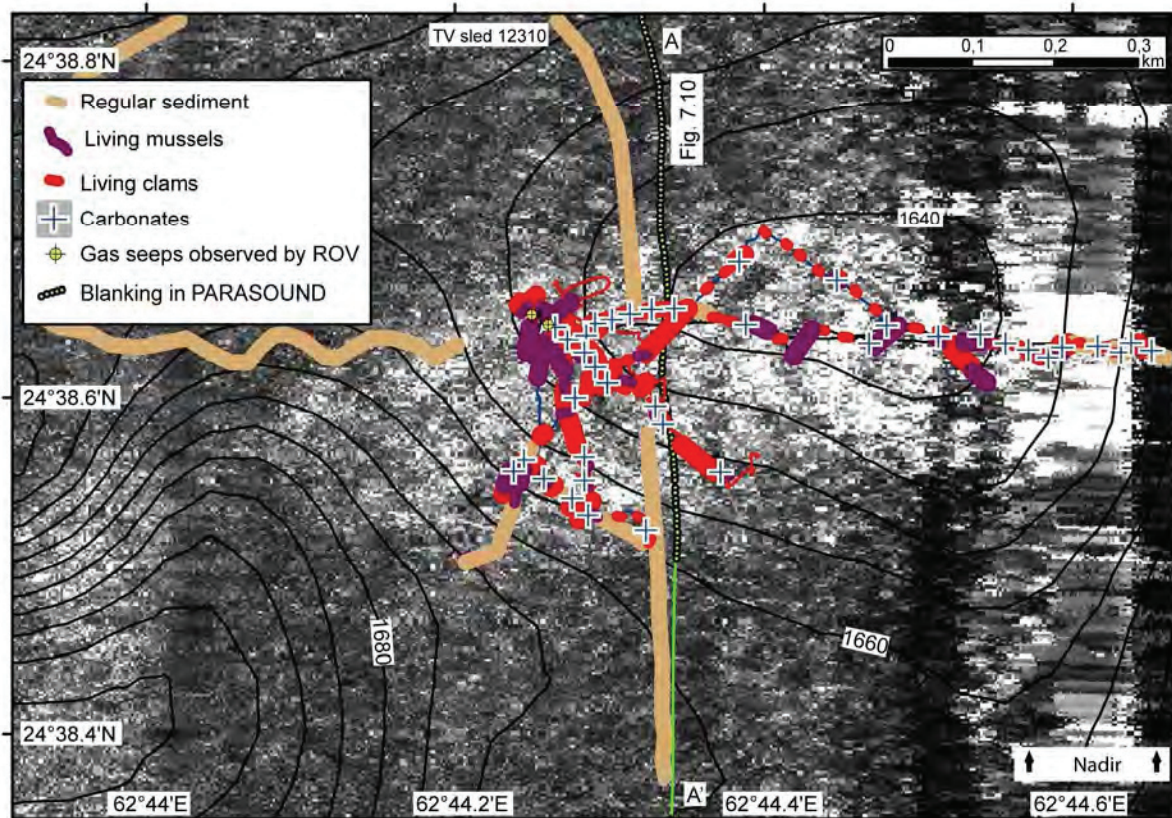 24°38.8'N
TV sled 12310
A
0 0,1 0,2 0,3
km
Fig. 7.10
Regular sediment
Living mussels
Living clams
Carbonates
Gas seeps observed by ROV
Blanking in PARASOUND
1640
24°38.6'N
1680
1660
24°38.4'N
Nadir
A'
62°44'E
62°44.2'E
62°44.4'E
62°44.6'E